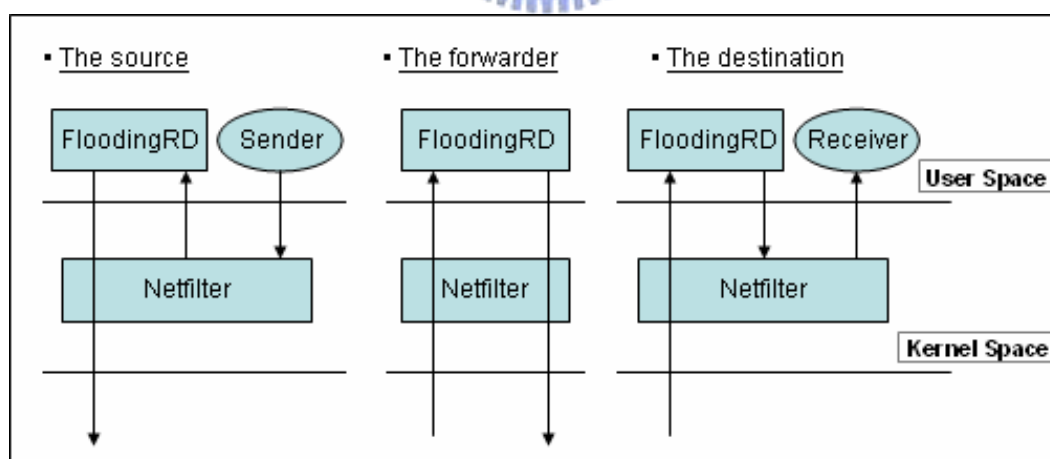 ▪ The source
▪ The forwarder
▪ The destination
FloodingRD
Sender
FloodingRD
FloodingRD
Receiver
User Space
Netfilter
Netfilter
Netfilter
Kernel Space